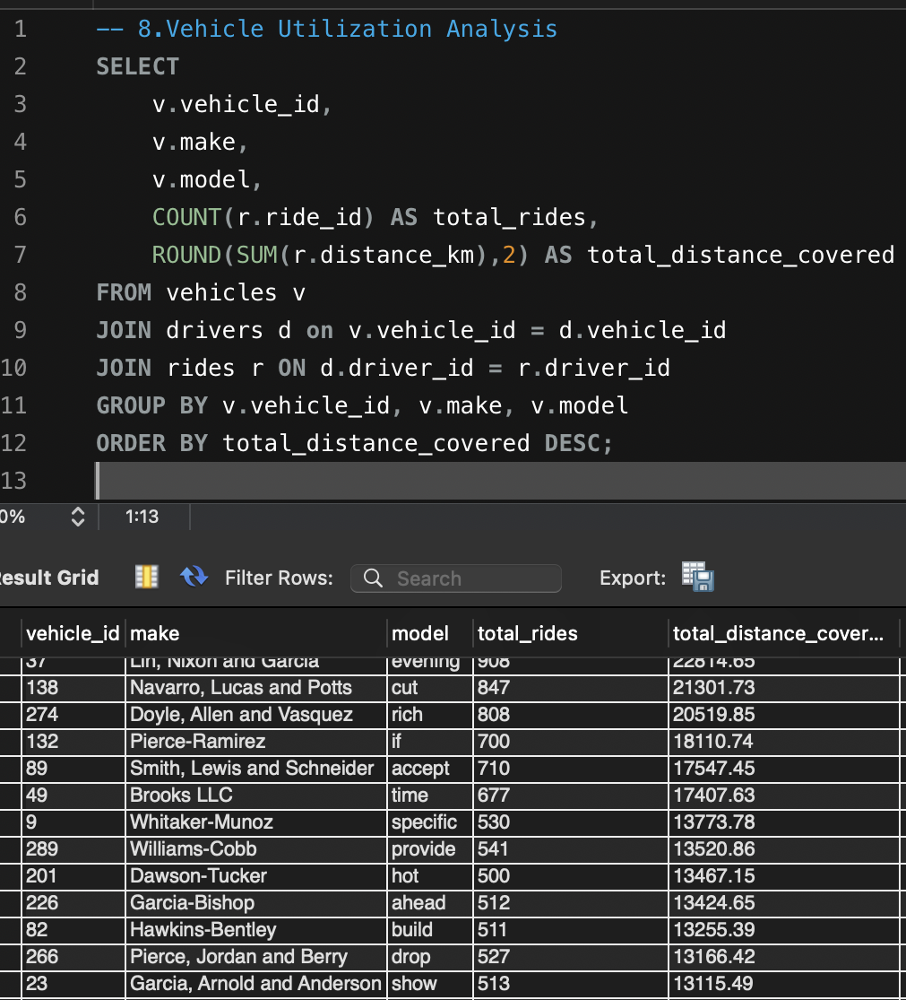 1 -- 8.Vehicle Utilization Analysis
2 SELECT
3 v.vehicle_id,
4 v.make,
5 v.model,
6 COUNT(r.ride_id) AS total_rides,
7 ROUND(SUM(r.distance_km),2) AS total_distance_covered
8 FROM vehicles v
9 JOIN drivers d on v.vehicle_id = d.vehicle_id
10 JOIN rides r ON d.driver_id = r.driver_id
11 GROUP BY v.vehicle_id, v.make, v.model
12 ORDER BY total_distance_covered DESC;
13
0% 1:13
esult Grid Filter Rows: Search Export:
vehicle_id make model total_rides total_distance_cover...
37 Lin, Nixon and Garcia evening 908 22814.65
138 Navarro, Lucas and Potts cut 847 21301.73
274 Doyle, Allen and Vasquez rich 808 20519.85
132 Pierce-Ramirez if 700 18110.74
89 Smith, Lewis and Schneider accept 710 17547.45
49 Brooks LLC time 677 17407.63
9 Whitaker-Munoz specific 530 13773.78
289 Williams-Cobb provide 541 13520.86
201 Dawson-Tucker hot 500 13467.15
226 Garcia-Bishop ahead 512 13424.65
82 Hawkins-Bentley build 511 13255.39
266 Pierce, Jordan and Berry drop 527 13166.42
23 Garcia, Arnold and Anderson show 513 13115.49